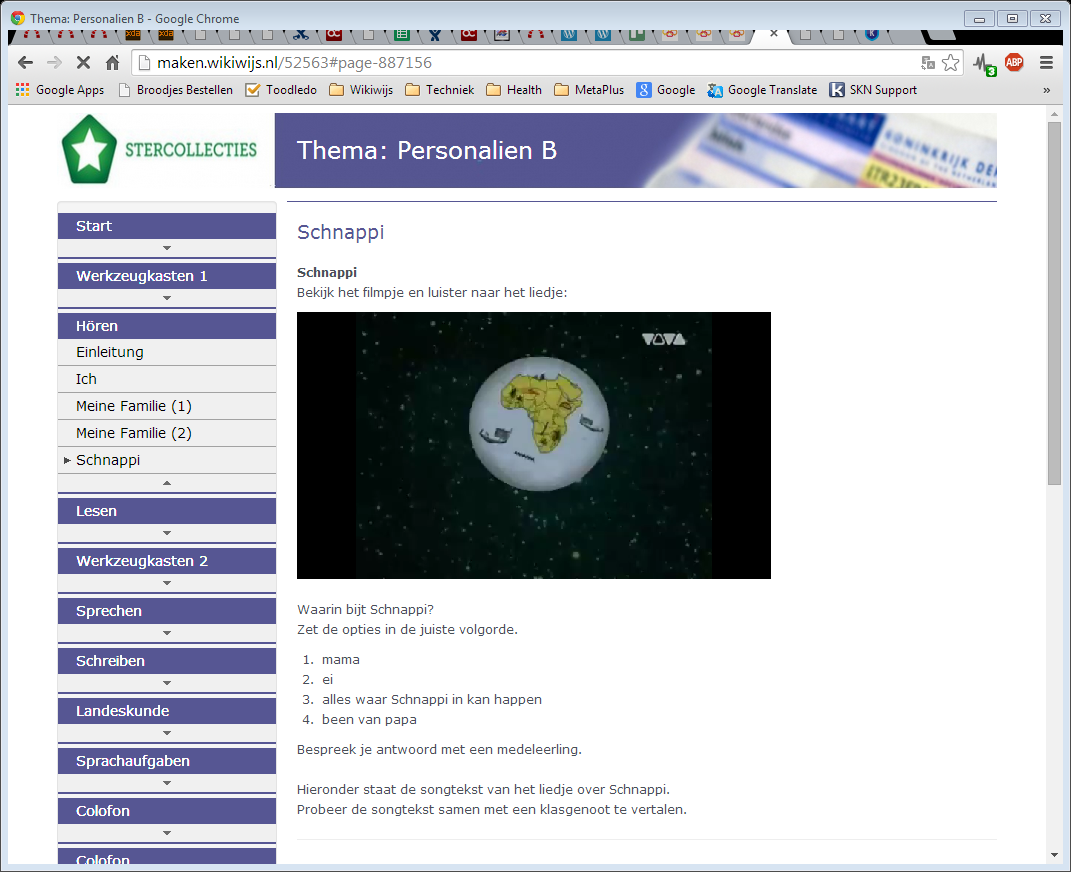 Thema: Personalien B - Google Chrome
maken.wikiwijs.nl/52563#page-887156
3
ABP
Google Apps
Broodjes Bestellen
Toodledo
Wikiwijs
Techniek
Health
MetaPlus
Google
Google Translate
SKN Support
»
STERCOLLECTIES
Thema: Personalien B
Start
Werkzeugkasten 1
Hören
Einleitung
Ich
Meine Familie (1)
Meine Familie (2)
Schnappi
Lesen
Werkzeugkasten 2
Sprechen
Schreiben
Landeskunde
Sprachaufgaben
Colofon
Colofon
Schnappi
Schnappi
Bekijk het filmpje en luister naar het liedje:
VIVA
Waarin bijt Schnappi?
Zet de opties in de juiste volgorde.
1. mama
2. ei
3. alles waar Schnappi in kan happen
4. been van papa
Bespreek je antwoord met een medeleerling.
Hieronder staat de songtekst van het liedje over Schnappi.
Probeer de songtekst samen met een klasgenoot te vertalen.